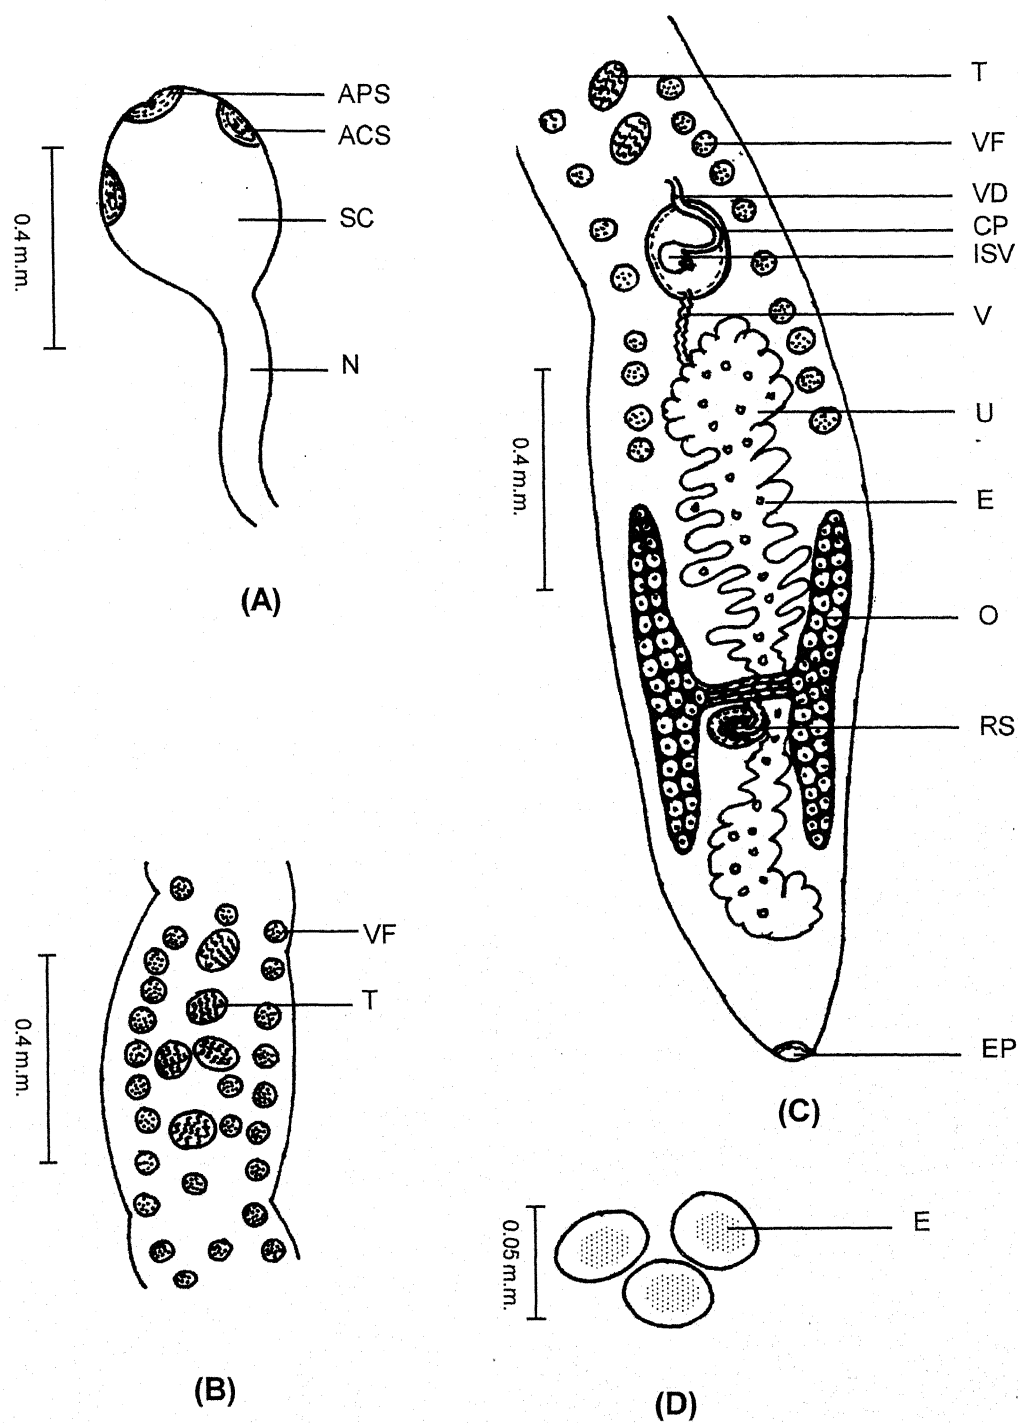 APS
ACS
SC
N
0.4 m.m.
(A)
T
VF
VD
CP
ISV
V
U
E
O
RS
EP
0.4 m.m.
(C)
VF
T
0.4 m.m.
(B)
E
0.05 m.m.
(D)